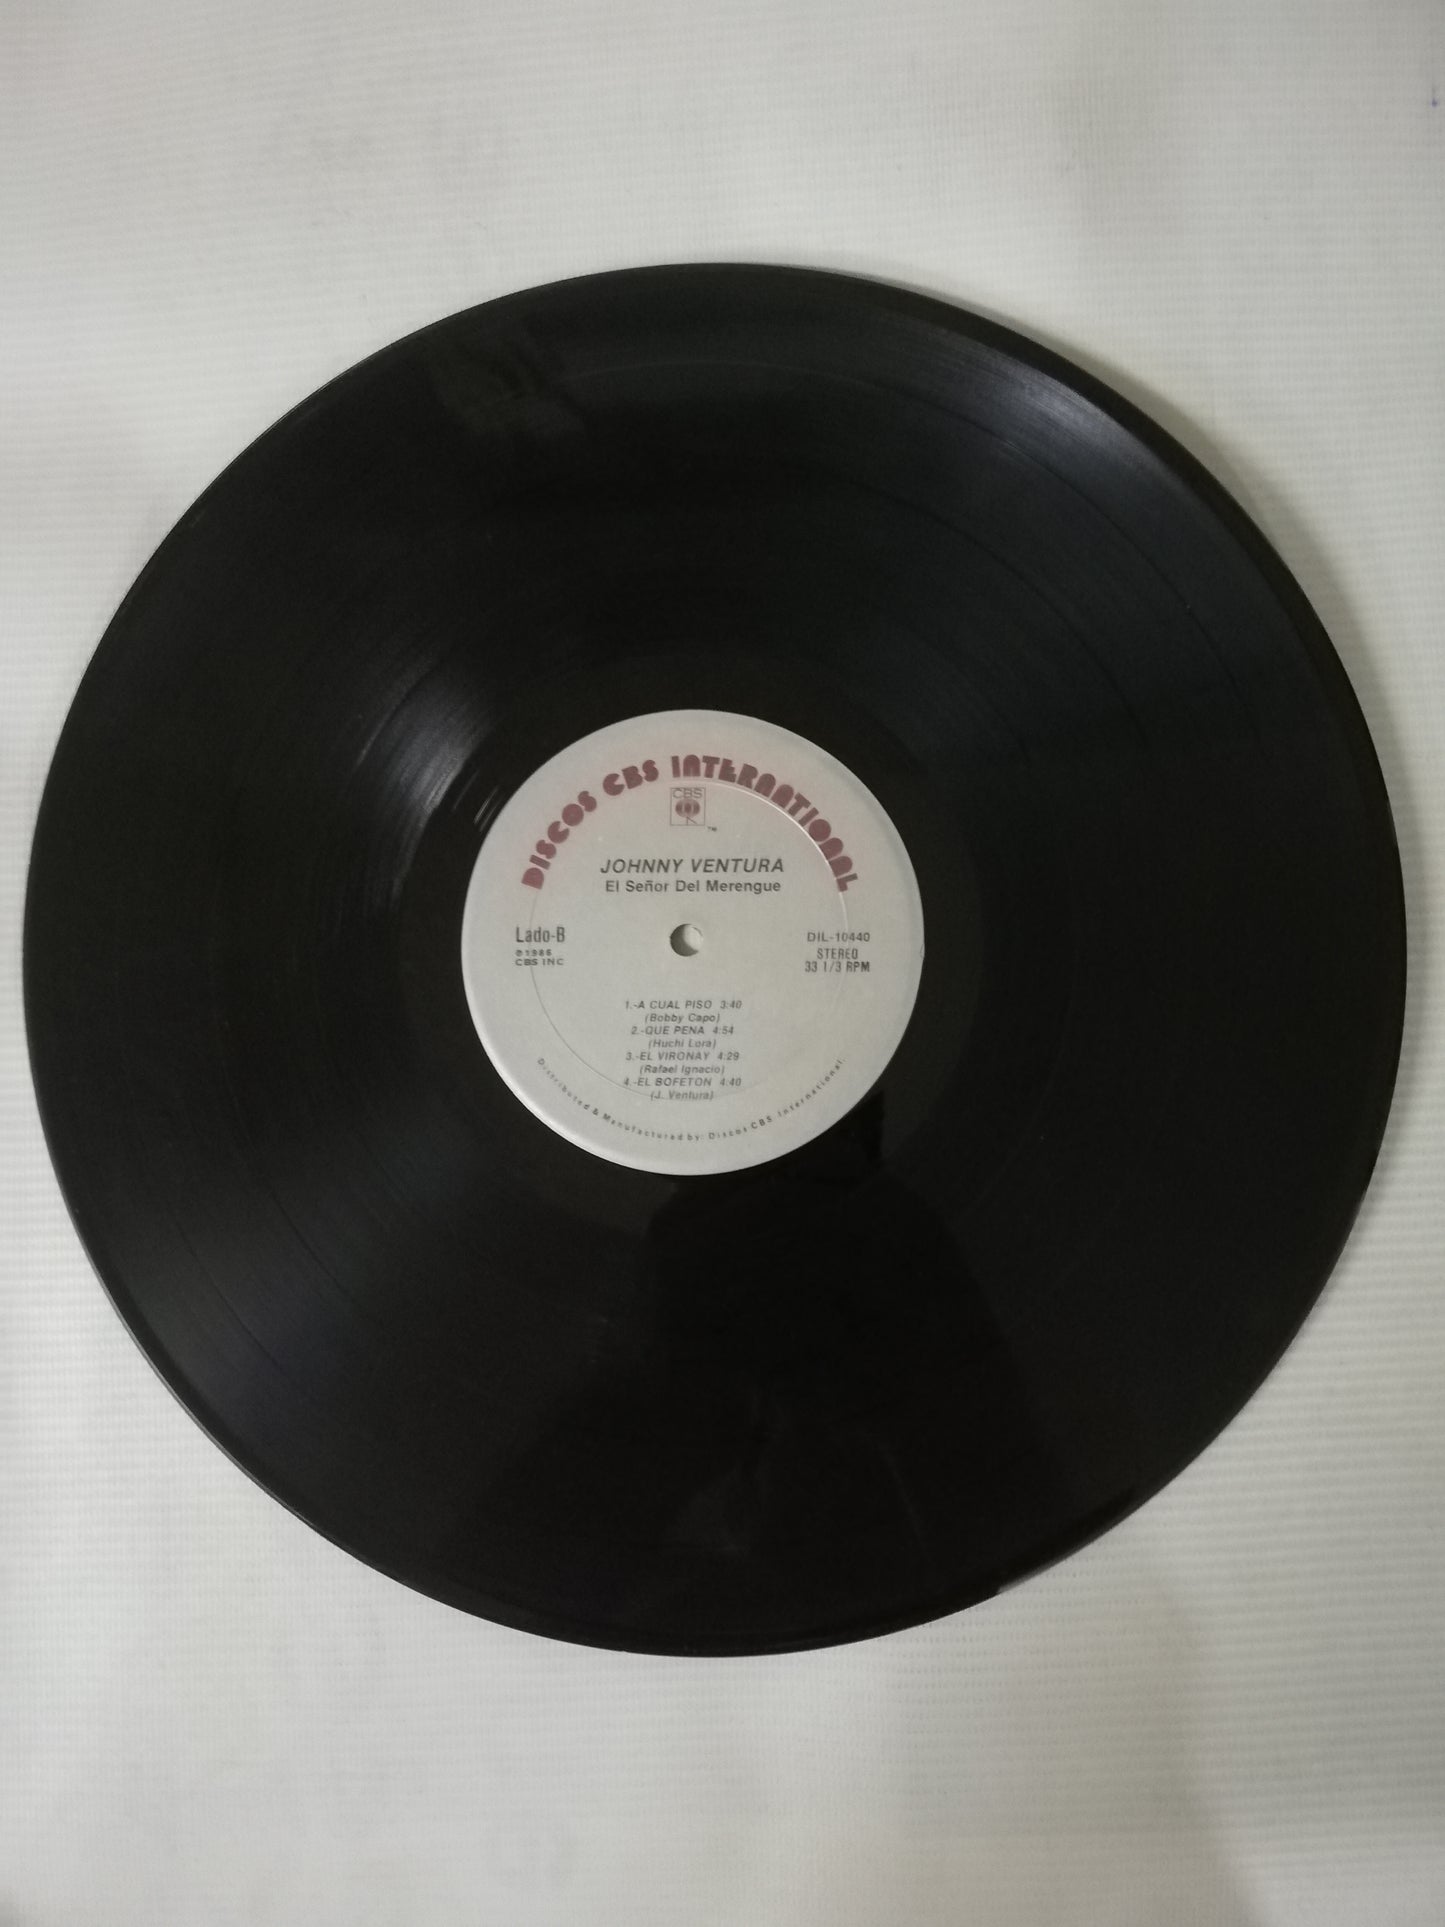 DISCOS CBS INTERNATIONAL
CBS
™
JOHNNY VENTURA
El Señor Del Merengue
Lado-B
℗1986
CBS INC
DIL-10440
STEREO
33 1/3 RPM
1.-A CUAL PISO 3:40
(Bobby Capo)
2.-QUE PENA 4:54
(Huchi Lora)
3.-EL VIRONAY 4:29
(Rafael Ignacio)
4.-EL BOFETON 4:40
(J. Ventura)
Distributed & Manufactured by: Discos CBS International.